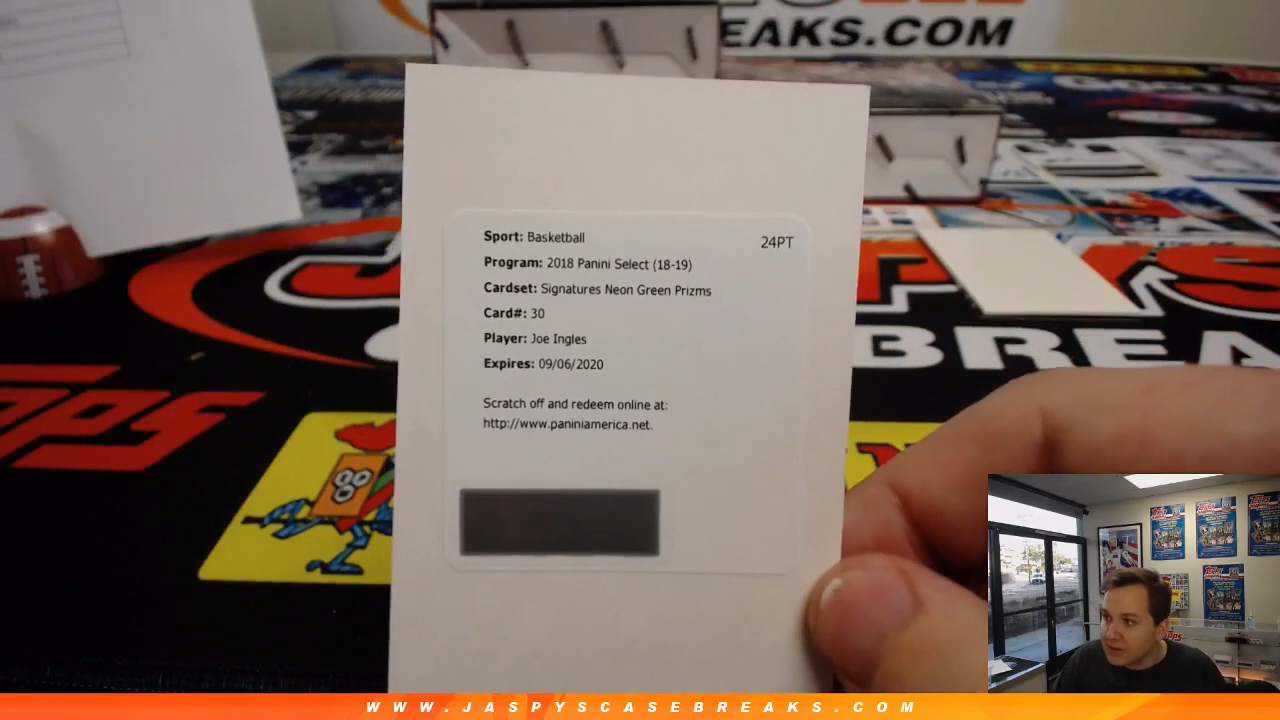 EAKS.COM
Sport: Basketball
24PT
Program: 2018 Panini Select (18-19)
Cardset: Signatures Neon Green Prizms
Card#: 30
Player: Joe Ingles
Expires: 09/06/2020
Scratch off and redeem online at:
http://www.paniniamerica.net.
BREA
WWW.JASPYSCASEBREAKS.COM